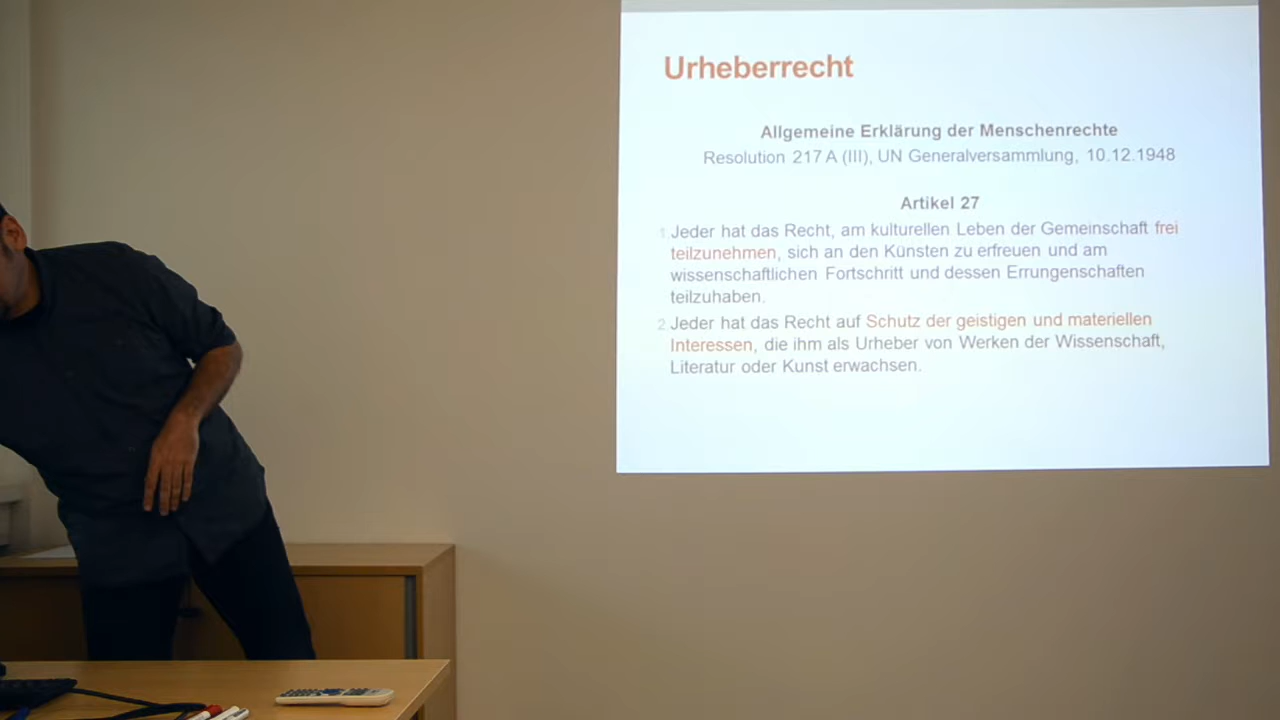 Urheberrecht
Allgemeine Erklärung der Menschenrechte
Resolution 217 A (III), UN Generalversammlung, 10.12.1948
Artikel 27
1 Jeder hat das Recht, am kulturellen Leben der Gemeinschaft frei
teilzunehmen, sich an den Künsten zu erfreuen und am
wissenschaftlichen Fortschritt und dessen Errungenschaften
teilzuhaben.
2 Jeder hat das Recht auf Schutz der geistigen und materiellen
Interessen, die ihm als Urheber von Werken der Wissenschaft,
Literatur oder Kunst erwachsen.